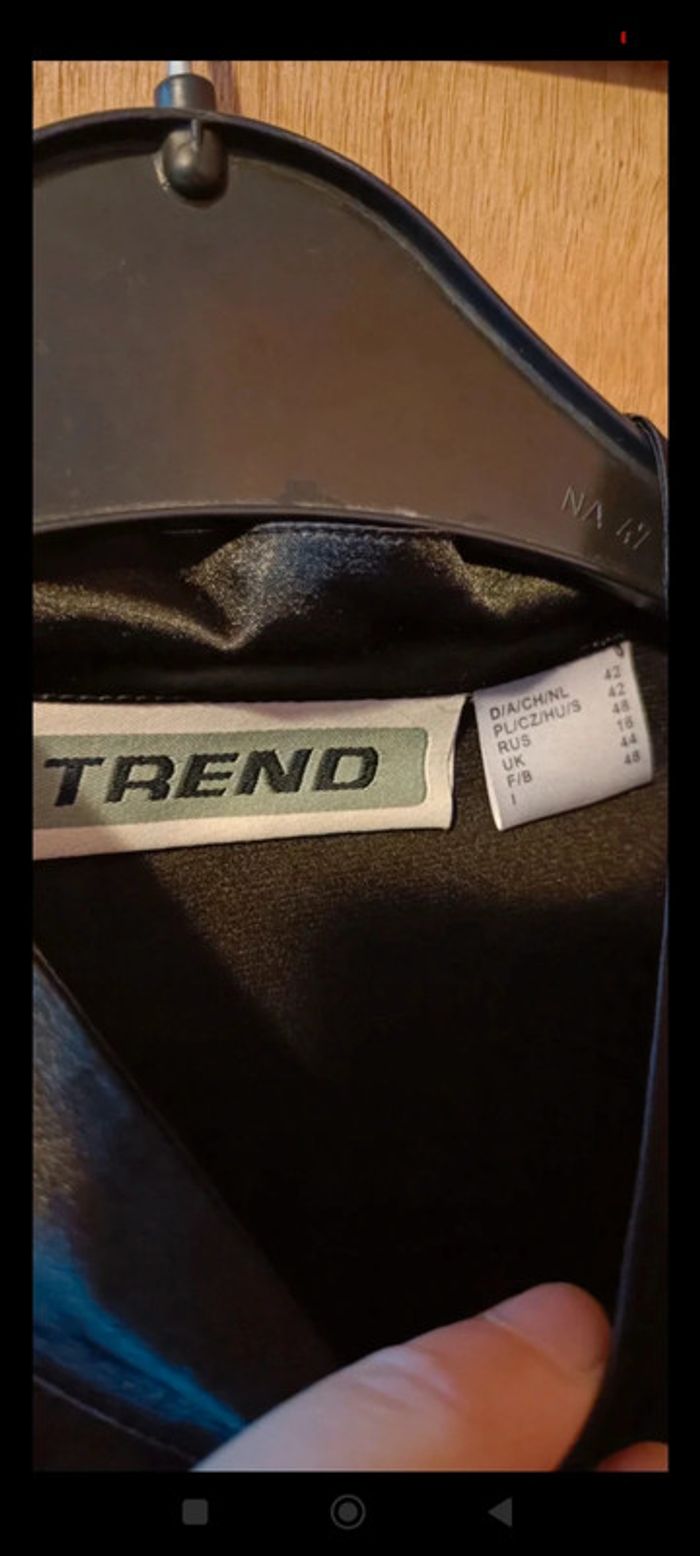 NA 47
TREND
D/A/CH/NL 42
PL/CZ/HU/S 42
RUS 48
UK 16
F/B 44
I 48